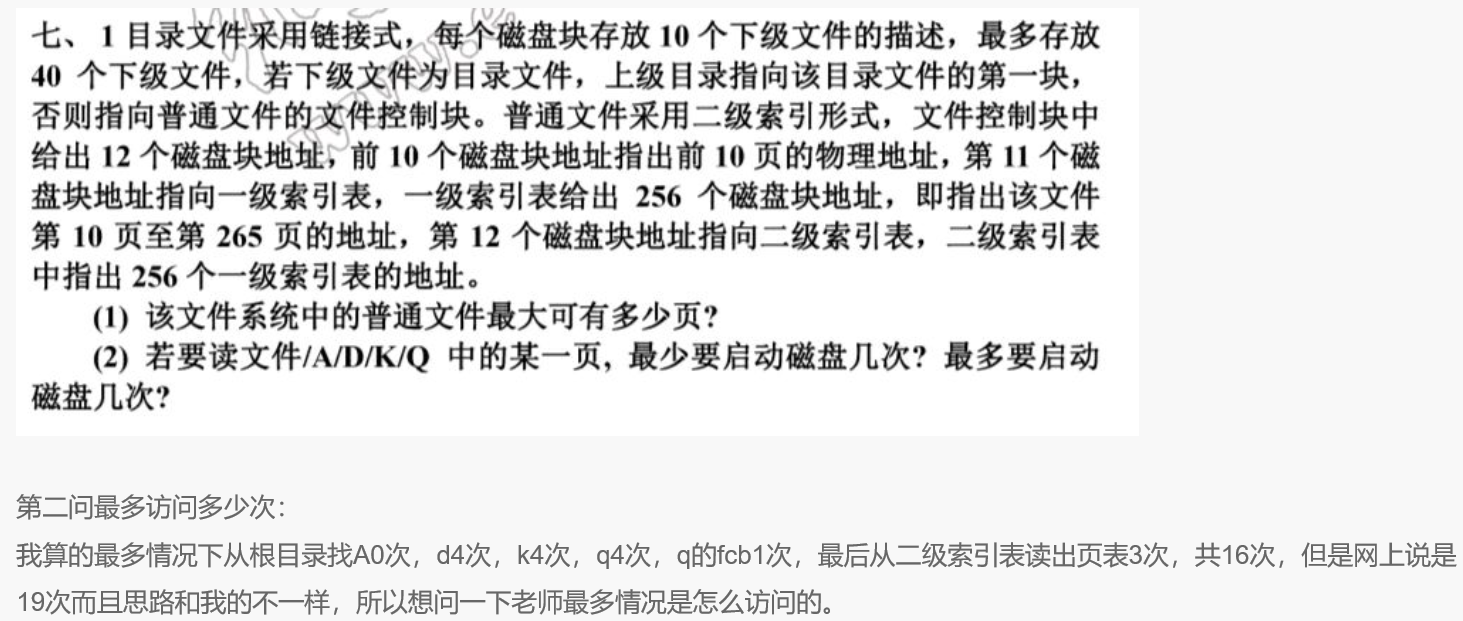 七、1 目录文件采用链接式，每个磁盘块存放 10 个下级文件的描述，最多存放
40 个下级文件，若下级文件为目录文件，上级目录指向该目录文件的第一块，
否则指向普通文件的文件控制块。普通文件采用二级索引形式，文件控制块中
给出 12 个磁盘块地址，前 10 个磁盘块地址指出前 10 页的物理地址，第 11 个磁
盘块地址指向一级索引表，一级索引表给出 256 个磁盘块地址，即指出该文件
第 10 页至第 265 页的地址，第 12 个磁盘块地址指向二级索引表，二级索引表
中指出 256 个一级索引表的地址。
(1) 该文件系统中的普通文件最大可有多少页?
(2) 若要读文件/A/D/K/Q 中的某一页, 最少要启动磁盘几次? 最多要启动
磁盘几次?
第二问最多访问多少次：
我算的最多情况下从根目录找A0次，d4次，k4次，q4次，q的fcb1次，最后从二级索引表读出页表3次，共16次，但是网上说是
19次而且思路和我的不一样，所以想问一下老师最多情况是怎么访问的。